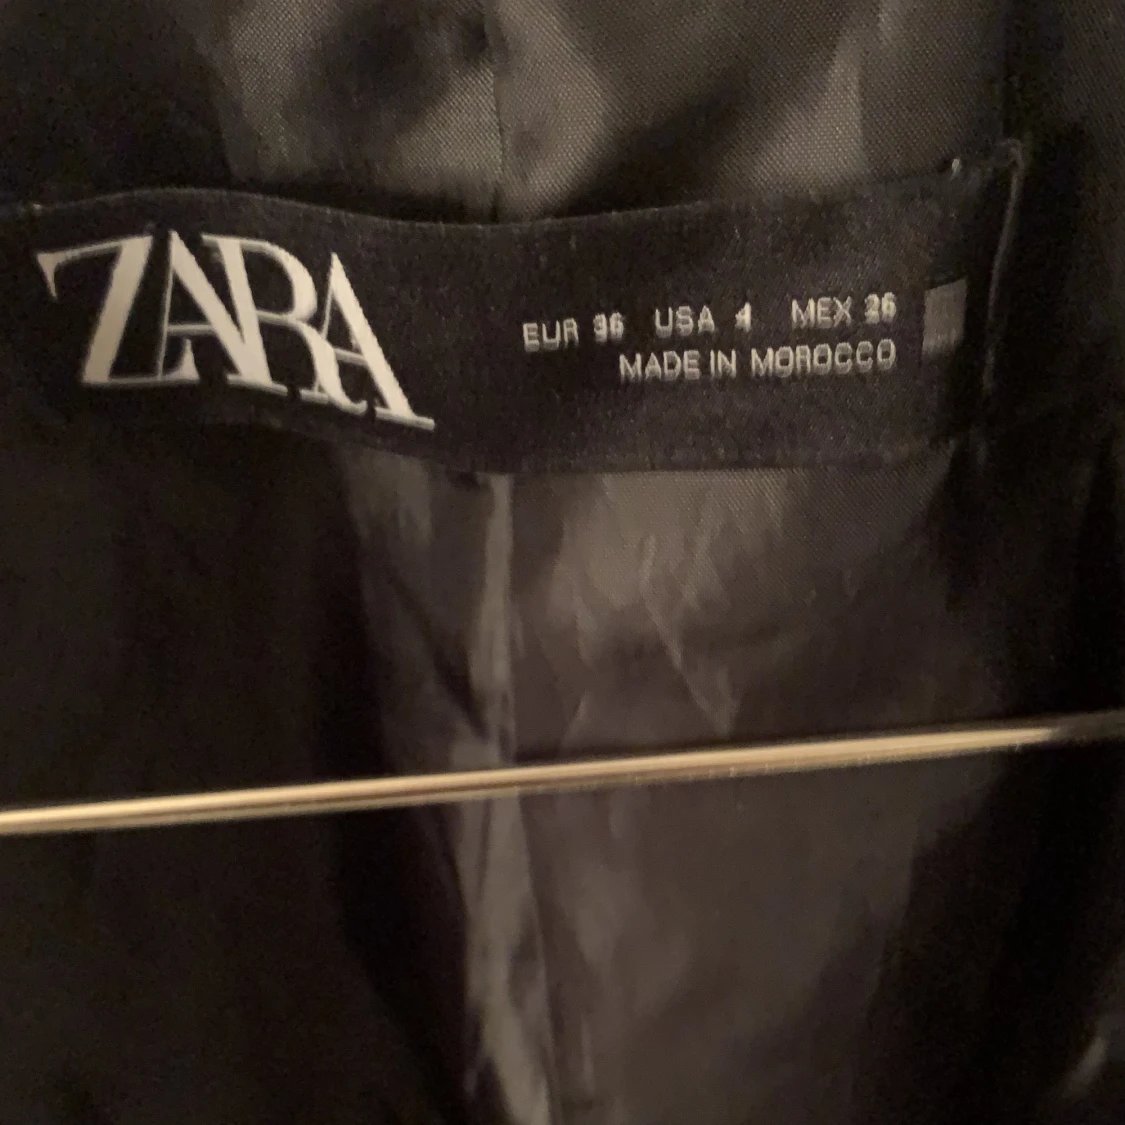 ZARA
EUR 36 USA 4 MEX 26
MADE IN MOROCCO